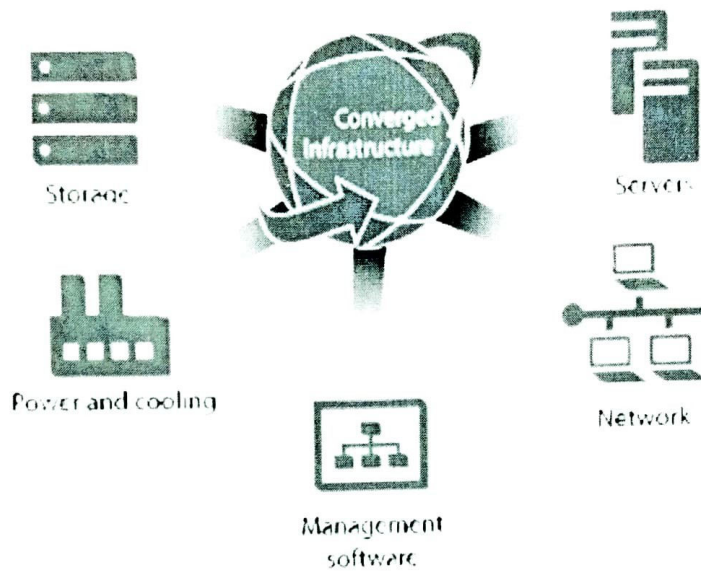 Converged
Infrastructure
Storage
Servers
Power and cooling
Network
Management
software